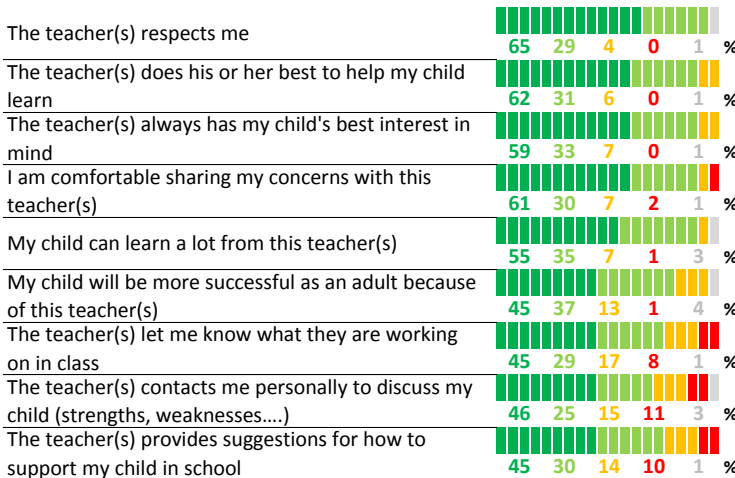 The teacher(s) respects me
65 29 4 0 1 %
The teacher(s) does his or her best to help my child
learn
62 31 6 0 1 %
The teacher(s) always has my child's best interest in
mind
59 33 7 0 1 %
I am comfortable sharing my concerns with this
teacher(s)
61 30 7 2 1 %
My child can learn a lot from this teacher(s)
55 35 7 1 3 %
My child will be more successful as an adult because
of this teacher(s)
45 37 13 1 4 %
The teacher(s) let me know what they are working
on in class
45 29 17 8 1 %
The teacher(s) contacts me personally to discuss my
child (strengths, weaknesses....)
46 25 15 11 3 %
The teacher(s) provides suggestions for how to
support my child in school
45 30 14 10 1 %